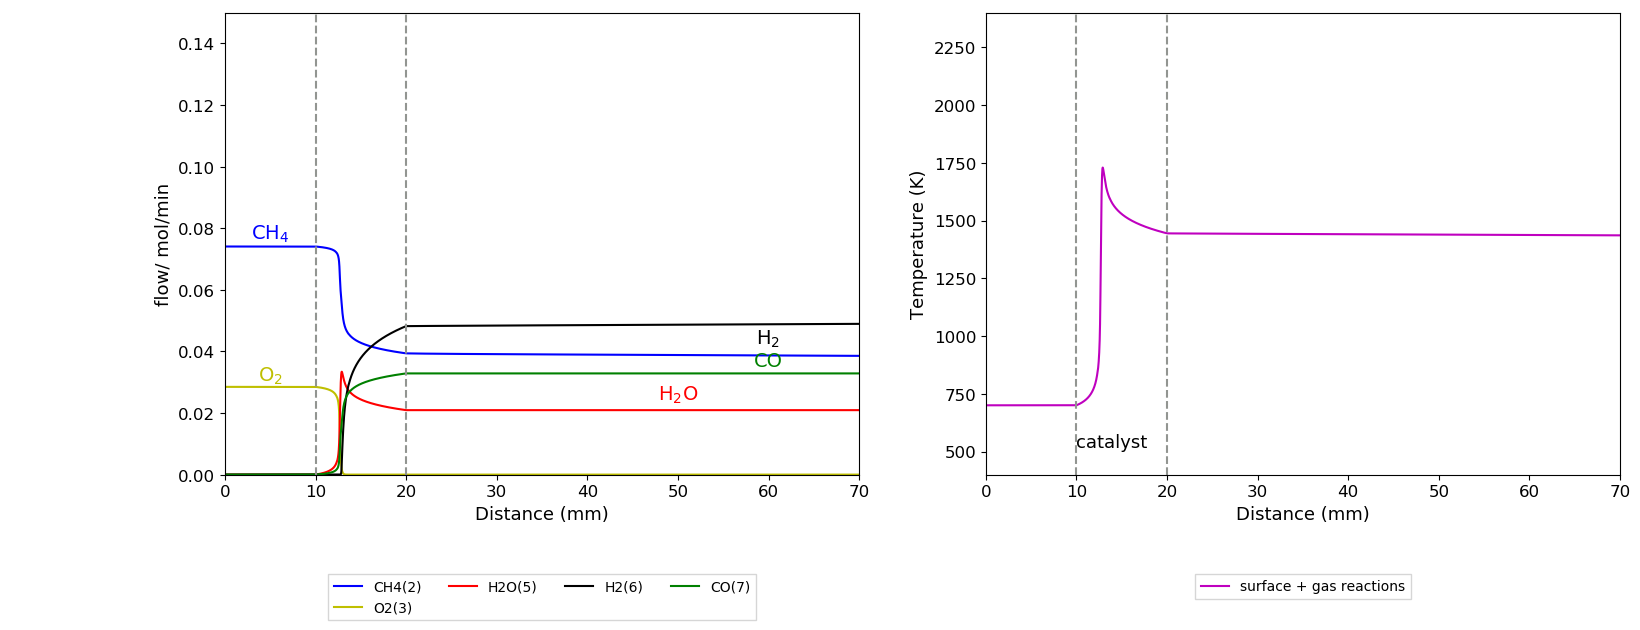 0.14
0.12
0.10
0.08
0.06
0.04
0.02
0.00
flow/ mol/min
CH₄
O₂
H₂
CO
H₂O
0 10 20 30 40 50 60 70
Distance (mm)
CH4(2) H2O(5) H2(6) CO(7)
O2(3)
2250
2000
1750
1500
1250
1000
750
500
Temperature (K)
catalyst
0 10 20 30 40 50 60 70
Distance (mm)
surface + gas reactions